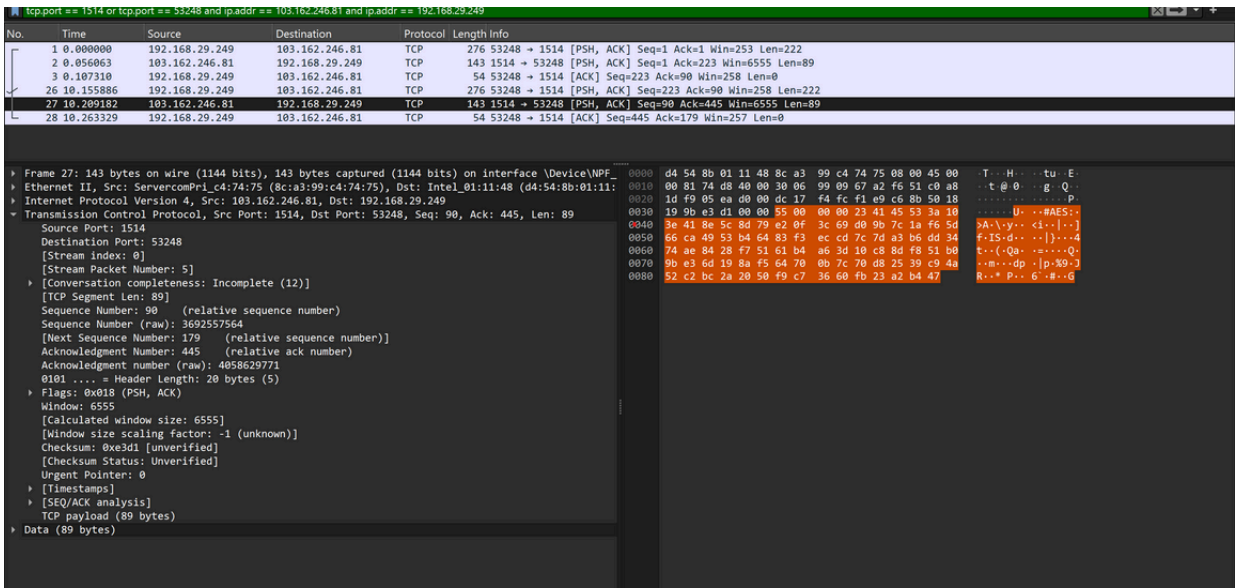 tcp.port == 1514 or tcp.port == 53248 and ip.addr == 103.162.246.81 and ip.addr == 192.168.29.249
No. Time Source Destination Protocol Length Info
1 0.000000 192.168.29.249 103.162.246.81 TCP 276 53248 → 1514 [PSH, ACK] Seq=1 Ack=1 Win=253 Len=222
2 0.056063 103.162.246.81 192.168.29.249 TCP 143 1514 → 53248 [PSH, ACK] Seq=1 Ack=223 Win=6555 Len=89
3 0.107310 192.168.29.249 103.162.246.81 TCP 54 53248 → 1514 [ACK] Seq=223 Ack=90 Win=258 Len=0
26 10.155886 192.168.29.249 103.162.246.81 TCP 276 53248 → 1514 [PSH, ACK] Seq=223 Ack=90 Win=258 Len=222
27 10.209182 103.162.246.81 192.168.29.249 TCP 143 1514 → 53248 [PSH, ACK] Seq=90 Ack=445 Win=6555 Len=89
28 10.263329 192.168.29.249 103.162.246.81 TCP 54 53248 → 1514 [ACK] Seq=445 Ack=179 Win=257 Len=0
Frame 27: 143 bytes on wire (1144 bits), 143 bytes captured (1144 bits) on interface \Device\NPF_
Ethernet II, Src: ServercomPri_c4:74:75 (8c:a3:99:c4:74:75), Dst: Intel_01:11:48 (d4:54:8b:01:11:
Internet Protocol Version 4, Src: 103.162.246.81, Dst: 192.168.29.249
Transmission Control Protocol, Src Port: 1514, Dst Port: 53248, Seq: 90, Ack: 445, Len: 89
Source Port: 1514
Destination Port: 53248
[Stream index: 0]
[Stream Packet Number: 5]
[Conversation completeness: Incomplete (12)]
[TCP Segment Len: 89]
Sequence Number: 90 (relative sequence number)
Sequence Number (raw): 3692557564
[Next Sequence Number: 179 (relative sequence number)]
Acknowledgment Number: 445 (relative ack number)
Acknowledgment number (raw): 4058629771
0101 .... = Header Length: 20 bytes (5)
Flags: 0x018 (PSH, ACK)
Window: 6555
[Calculated window size: 6555]
[Window size scaling factor: -1 (unknown)]
Checksum: 0xe3d1 [unverified]
[Checksum Status: Unverified]
Urgent Pointer: 0
[Timestamps]
[SEQ/ACK analysis]
TCP payload (89 bytes)
Data (89 bytes)
0000 d4 54 8b 01 11 48 8c a3 99 c4 74 75 08 00 45 00 ·T···H·· ··tu··E·
0010 00 81 74 d8 40 00 30 06 99 09 67 a2 f6 51 c0 a8 ··t·@·0· ··g··Q··
0020 1d f9 05 ea d0 00 dc 17 f4 fc f1 e9 c6 8b 50 18 ········ ······P·
0030 19 9b e3 d1 00 00 55 00 00 00 23 41 45 53 3a 10 ······U· ··#AES:·
0040 3e 41 8e 5c 8d 79 e2 0f 3c 69 d0 9b 7c 1a f6 5d >A·\·y·· <i··|··]
0050 66 ca 49 53 b4 64 83 f3 ec cd 7c 7d a3 b6 dd 34 f·IS·d·· ··|}···4
0060 74 ae 84 28 f7 51 61 b4 a6 3d 10 c8 8d f8 51 b0 t··(·Qa· ·=····Q·
0070 9b e3 6d 19 8a f5 64 70 0b 7c 70 d8 25 39 c9 4a ··m···dp ·|p·%9·J
0080 52 c2 bc 2a 20 50 f9 c7 36 60 fb 23 a2 b4 47 R··* P·· 6`·#··G